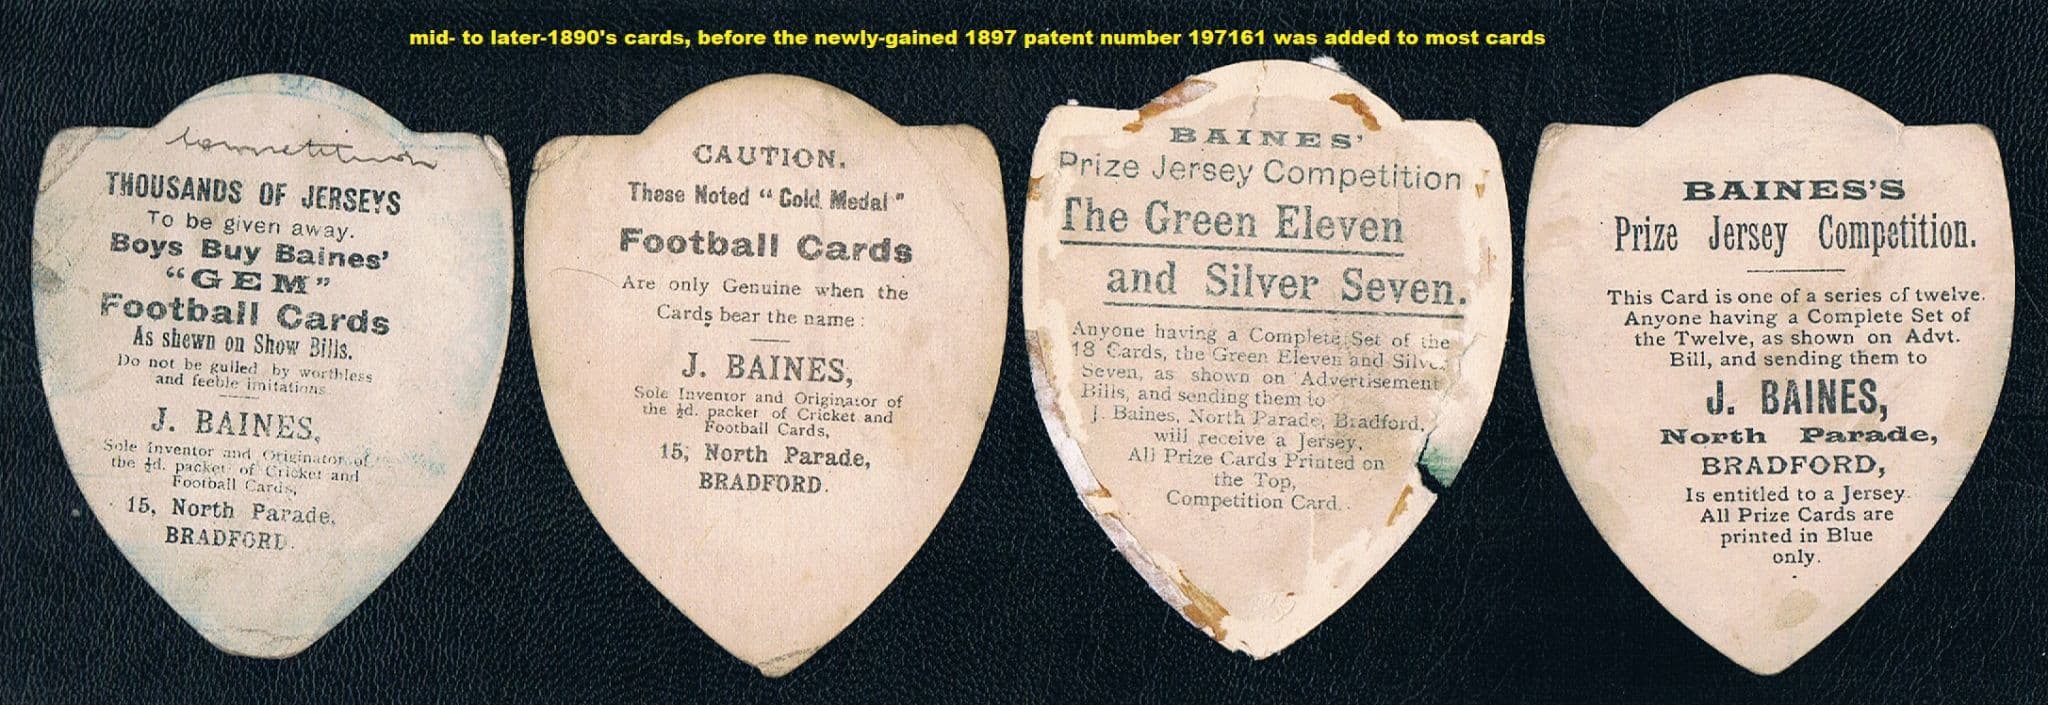 mid- to later-1890's cards, before the newly-gained 1897 patent number 197161 was added to most cards
competition
THOUSANDS OF JERSEYS
To be given away.
Boys Buy Baines'
"GEM"
Football Cards
As shewn on Show Bills.
Do not be gulled by worthless
and feeble imitations.
J. BAINES,
Sole Inventor and Originator of
the ½d. packet of Cricket and
Football Cards,
15, North Parade,
BRADFORD.
CAUTION.
These Noted "Gold Medal"
Football Cards
Are only Genuine when the
Cards bear the name:
J. BAINES,
Sole Inventor and Originator of
the ½d. packet of Cricket and
Football Cards,
15, North Parade,
BRADFORD.
BAINES'
Prize Jersey Competition
The Green Eleven
and Silver Seven.
Anyone having a Complete Set of the
18 Cards, the Green Eleven and Silve
Seven, as shown on Advertisement
Bills, and sending them to
J. Baines, North Parade, Bradford,
will receive a Jersey.
All Prize Cards Printed on
the Top,
Competition Card.
BAINES'S
Prize Jersey Competition.
This Card is one of a series of twelve.
Anyone having a Complete Set of
the Twelve, as shown on Advt.
Bill, and sending them to
J. BAINES,
North Parade,
BRADFORD,
Is entitled to a Jersey.
All Prize Cards are
printed in Blue
only.